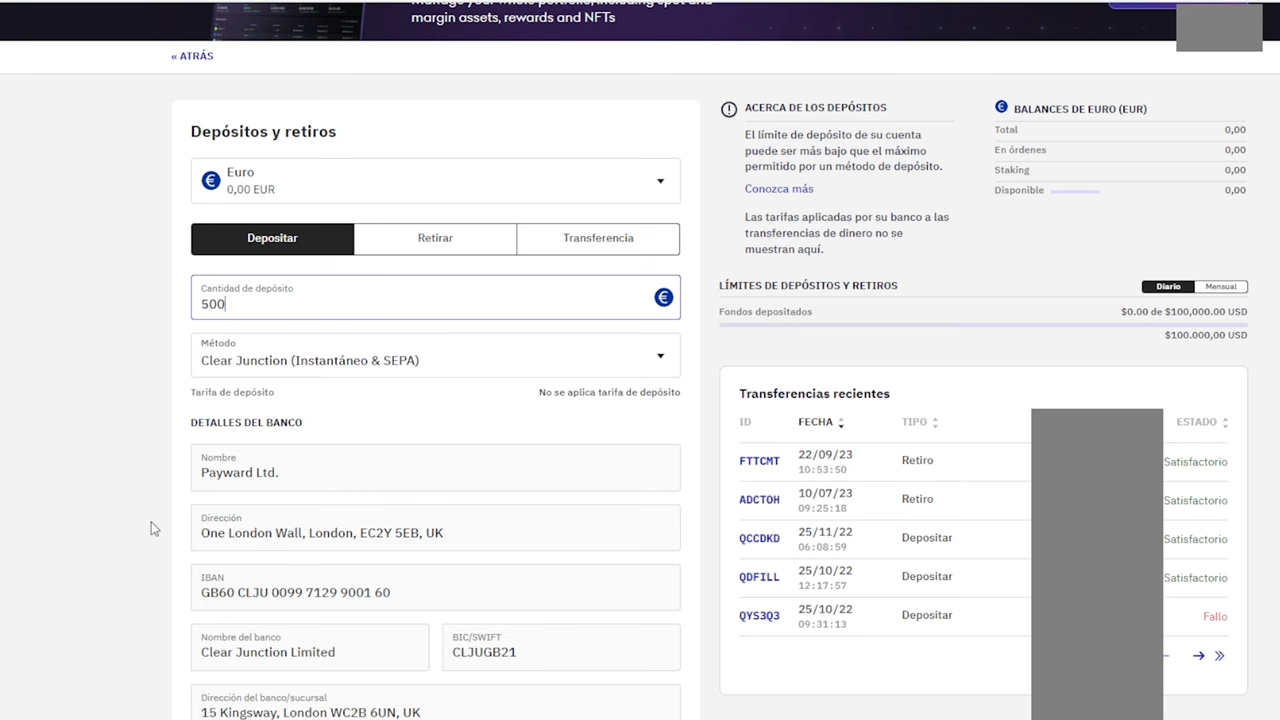 margin assets, rewards and NFTs
« ATRÁS
Depósitos y retiros
Euro
0,00 EUR
Depositar
Retirar
Transferencia
Cantidad de depósito
500
Método
Clear Junction (Instantáneo & SEPA)
Tarifa de depósito
No se aplica tarifa de depósito
DETALLES DEL BANCO
Nombre
Payward Ltd.
Dirección
One London Wall, London, EC2Y 5EB, UK
IBAN
GB60 CLJU 0099 7129 9001 60
Nombre del banco
Clear Junction Limited
BIC/SWIFT
CLJUGB21
Dirección del banco/sucursal
15 Kingsway, London WC2B 6UN, UK
ACERCA DE LOS DEPÓSITOS
El límite de depósito de su cuenta
puede ser más bajo que el máximo
permitido por un método de depósito.
Conozca más
Las tarifas aplicadas por su banco a las
transferencias de dinero no se
muestran aquí.
BALANCES DE EURO (EUR)
Total 0,00
En órdenes 0,00
Staking 0,00
Disponible 0,00
LÍMITES DE DEPÓSITOS Y RETIROS
Diario
Mensual
Fondos depositados
$0.00 de $100,000.00 USD
$100.000,00 USD
Transferencias recientes
ID FECHA TIPO ESTADO
FTTCMT 22/09/23 10:53:50 Retiro Satisfactorio
ADCTOH 10/07/23 09:25:18 Retiro Satisfactorio
QCCDKD 25/11/22 06:08:59 Depositar Satisfactorio
QDFILL 25/10/22 12:17:57 Depositar Satisfactorio
QYS3Q3 25/10/22 09:31:13 Depositar Fallo